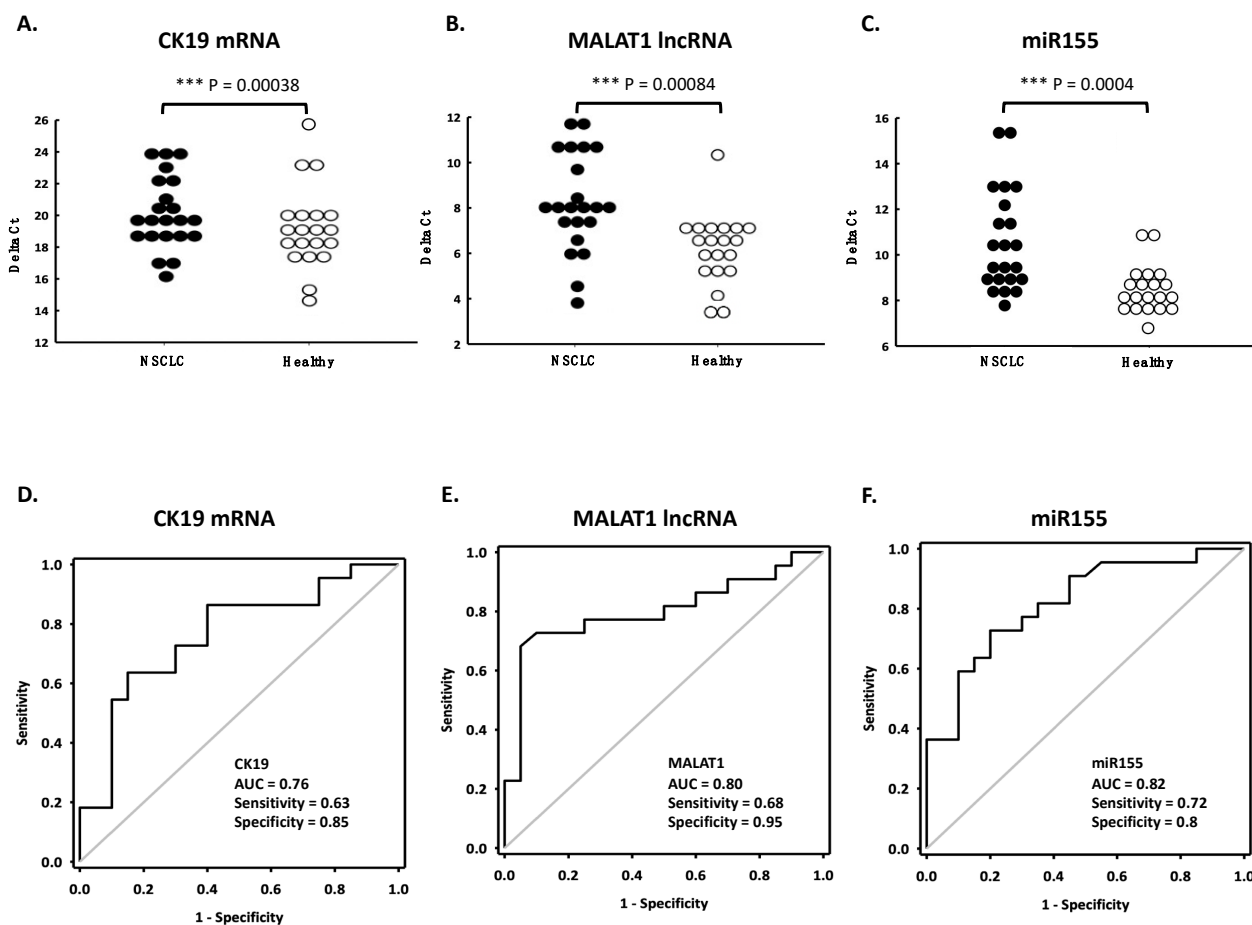 A.
CK19 mRNA
*** P = 0.00038
26
24
22
20
18
16
14
12
Delta Ct
NSCLC
Healthy
B.
MALAT1 lncRNA
*** P = 0.00084
12
10
8
6
4
2
Delta Ct
NSCLC
Healthy
C.
miR155
*** P = 0.0004
16
14
12
10
8
6
Delta Ct
NSCLC
Healthy
D.
CK19 mRNA
1.0
0.8
0.6
0.4
0.2
0.0
Sensitivity
CK19
AUC = 0.76
Sensitivity = 0.63
Specificity = 0.85
0.0 0.2 0.4 0.6 0.8 1.0
1 - Specificity
E.
MALAT1 lncRNA
1.0
0.8
0.6
0.4
0.2
0.0
Sensitivity
MALAT1
AUC = 0.80
Sensitivity = 0.68
Specificity = 0.95
0.0 0.2 0.4 0.6 0.8 1.0
1 - Specificity
F.
miR155
1.0
0.8
0.6
0.4
0.2
0.0
Sensitivity
miR155
AUC = 0.82
Sensitivity = 0.72
Specificity = 0.8
0.0 0.2 0.4 0.6 0.8 1.0
1 - Specificity